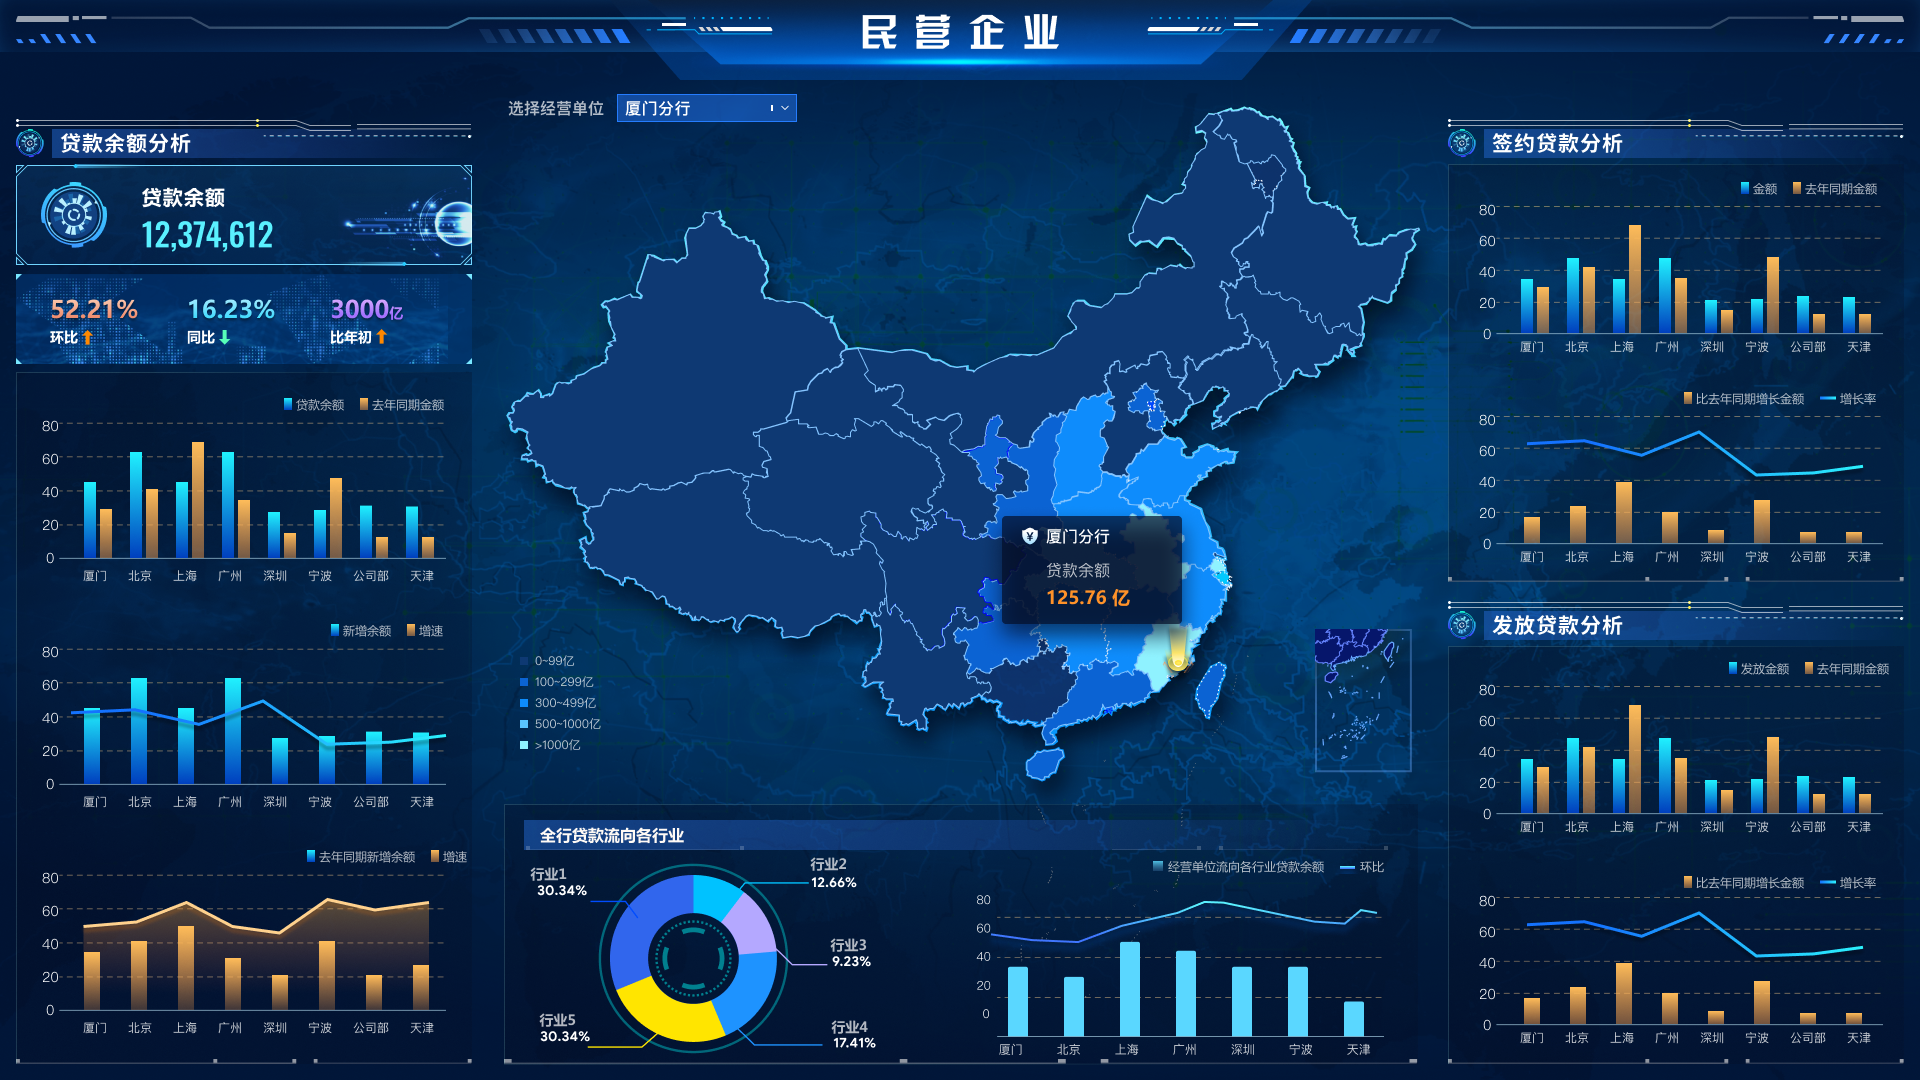 民营企业
选择经营单位 厦门分行
贷款余额分析
贷款余额
12,374,612
52.21% 16.23% 3000亿
环比 同比 比年初
贷款余额 去年同期金额
80
60
40
20
0
厦门 北京 上海 广州 深圳 宁波 公司部 天津
新增余额 增速
80
60
40
20
0
厦门 北京 上海 广州 深圳 宁波 公司部 天津
去年同期新增余额 增速
80
60
40
20
0
厦门 北京 上海 广州 深圳 宁波 公司部 天津
厦门分行
贷款余额
125.76 亿
0~99亿
100~299亿
300~499亿
500~1000亿
>1000亿
全行贷款流向各行业
行业1
30.34%
行业2
12.66%
行业3
9.23%
行业4
17.41%
行业5
30.34%
经营单位流向各行业贷款余额 环比
80
60
40
20
0
厦门 北京 上海 广州 深圳 宁波 天津
签约贷款分析
金额 去年同期金额
80
60
40
20
0
厦门 北京 上海 广州 深圳 宁波 公司部 天津
比去年同期增长金额 增长率
80
60
40
20
0
厦门 北京 上海 广州 深圳 宁波 公司部 天津
发放贷款分析
发放金额 去年同期金额
80
60
40
20
0
厦门 北京 上海 广州 深圳 宁波 公司部 天津
比去年同期增长金额 增长率
80
60
40
20
0
厦门 北京 上海 广州 深圳 宁波 公司部 天津